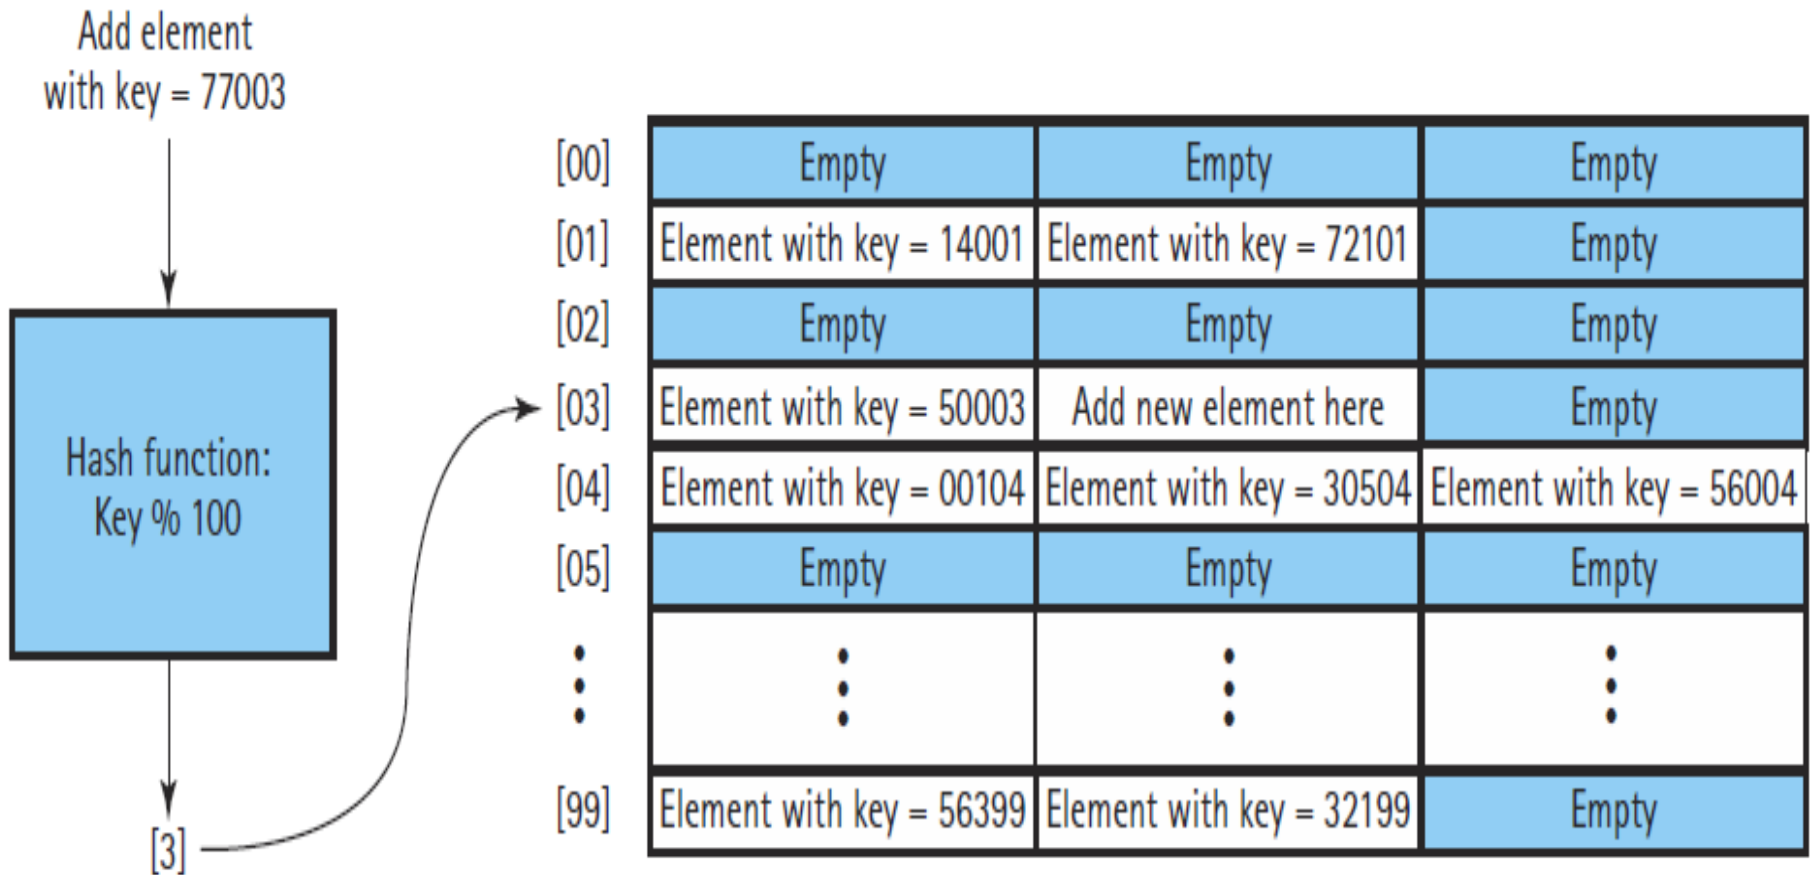 Add element
with key = 77003
Hash function:
Key % 100
[3]
[00] Empty Empty Empty
[01] Element with key = 14001 Element with key = 72101 Empty
[02] Empty Empty Empty
[03] Element with key = 50003 Add new element here Empty
[04] Element with key = 00104 Element with key = 30504 Element with key = 56004
[05] Empty Empty Empty
[99] Element with key = 56399 Element with key = 32199 Empty